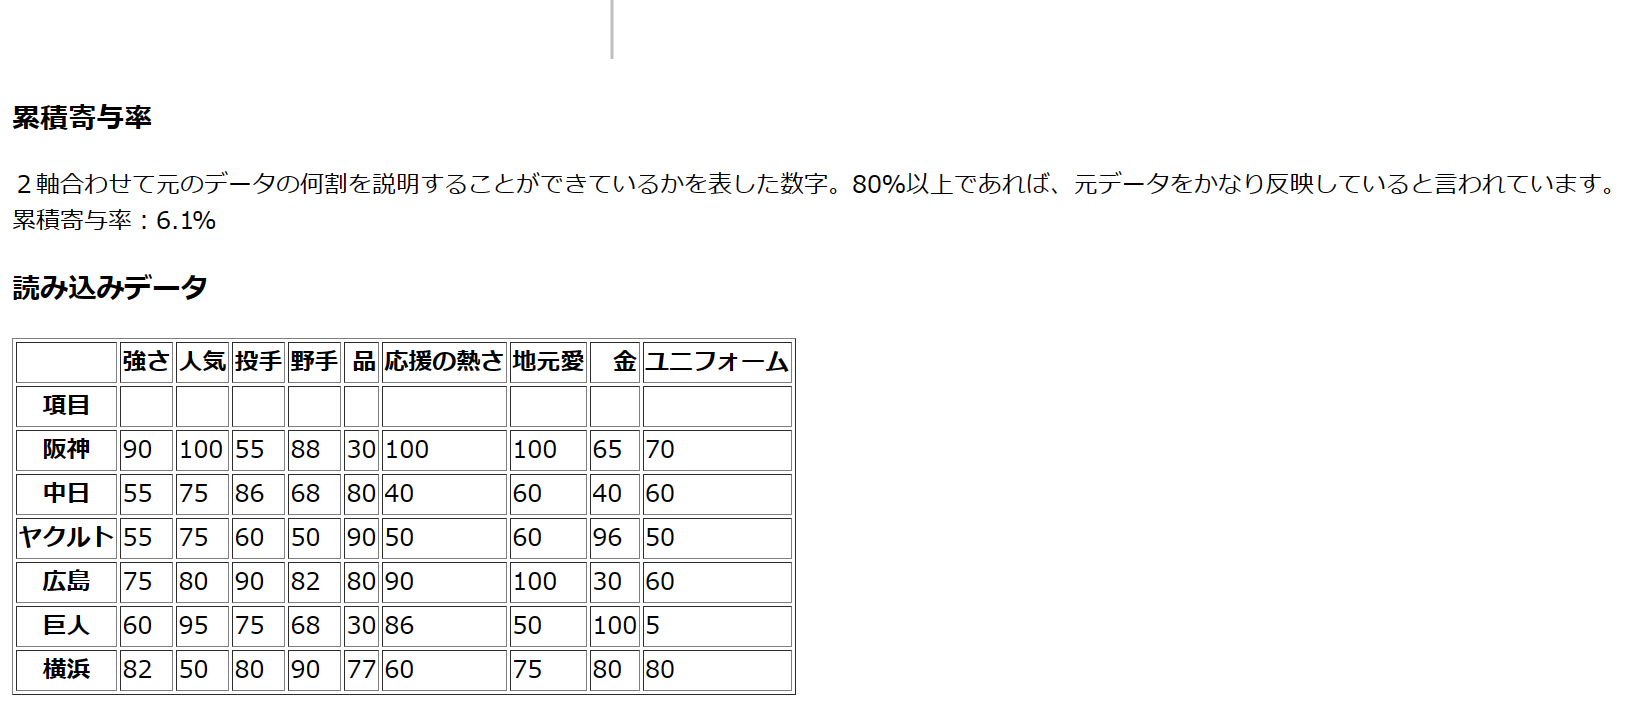 累積寄与率
２軸合わせて元のデータの何割を説明することができているかを表した数字。80%以上であれば、元データをかなり反映していると言われています。
累積寄与率：6.1%
読み込みデータ
強さ 人気 投手 野手 品 応援の熱さ 地元愛 金 ユニフォーム
項目
阪神 90 100 55 88 30 100 100 65 70
中日 55 75 86 68 80 40 60 40 60
ヤクルト 55 75 60 50 90 50 60 96 50
広島 75 80 90 82 80 90 100 30 60
巨人 60 95 75 68 30 86 50 100 5
横浜 82 50 80 90 77 60 75 80 80